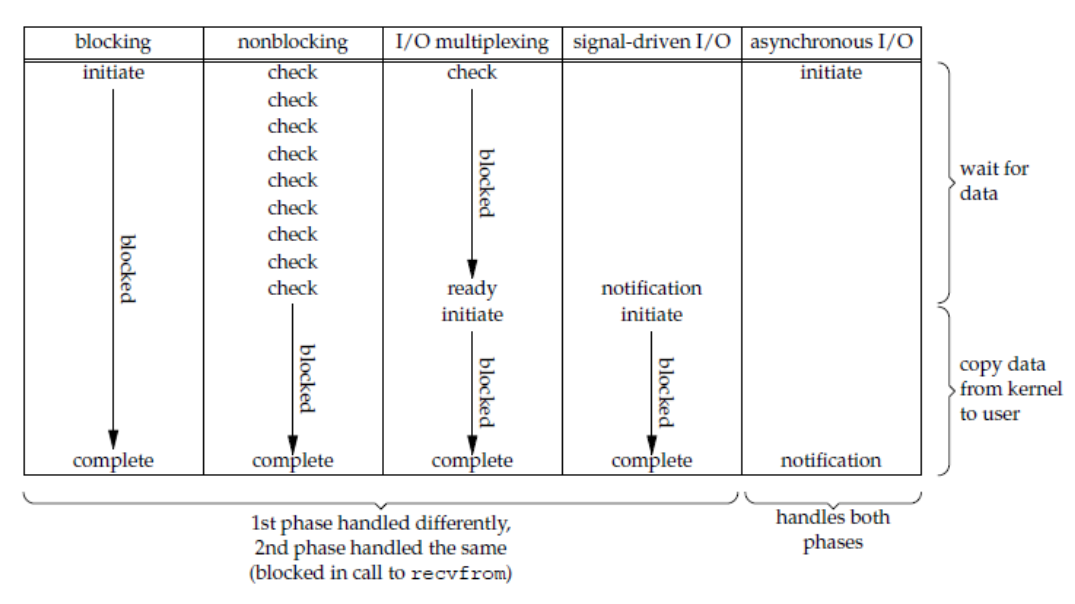 blocking nonblocking I/O multiplexing signal-driven I/O asynchronous I/O
initiate check check initiate
check
check
check
check
check
check
check
check ready notification
initiate initiate
blocked
blocked
blocked
blocked
blocked
complete complete complete complete notification
wait for
data
copy data
from kernel
to user
1st phase handled differently,
2nd phase handled the same
(blocked in call to recvfrom)
handles both
phases